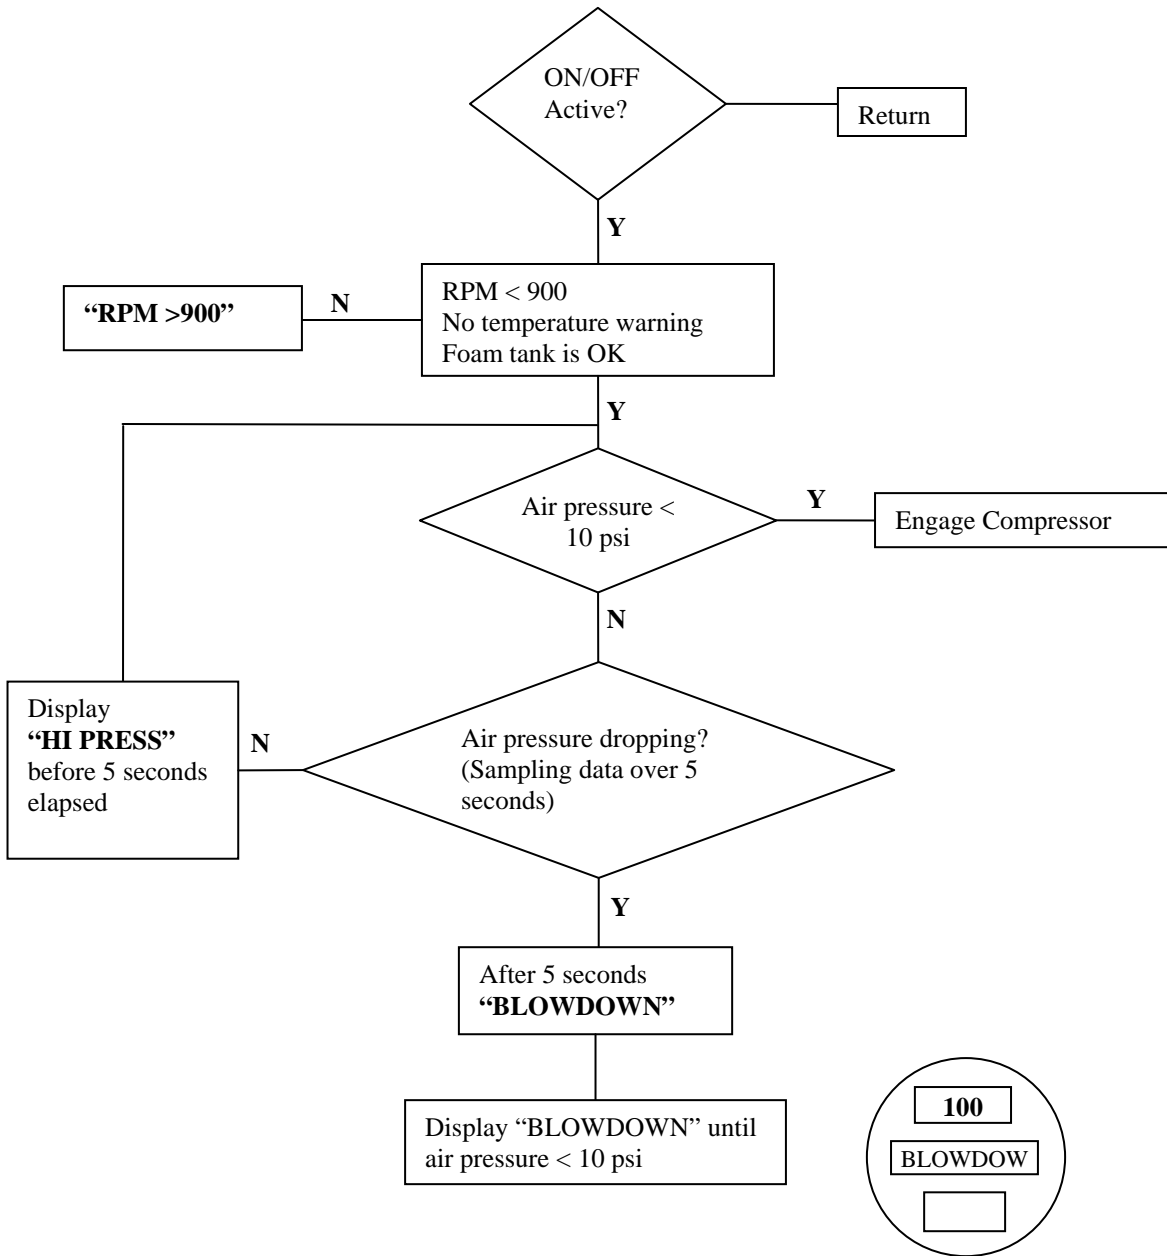 ON/OFF
Active?
Return
Y
RPM < 900
No temperature warning
Foam tank is OK
N
“RPM >900”
Y
Air pressure <
10 psi
Y
Engage Compressor
N
Air pressure dropping?
(Sampling data over 5
seconds)
N
Display
“HI PRESS”
before 5 seconds
elapsed
Y
After 5 seconds
“BLOWDOWN”
Display “BLOWDOWN” until
air pressure < 10 psi
100
BLOWDOW